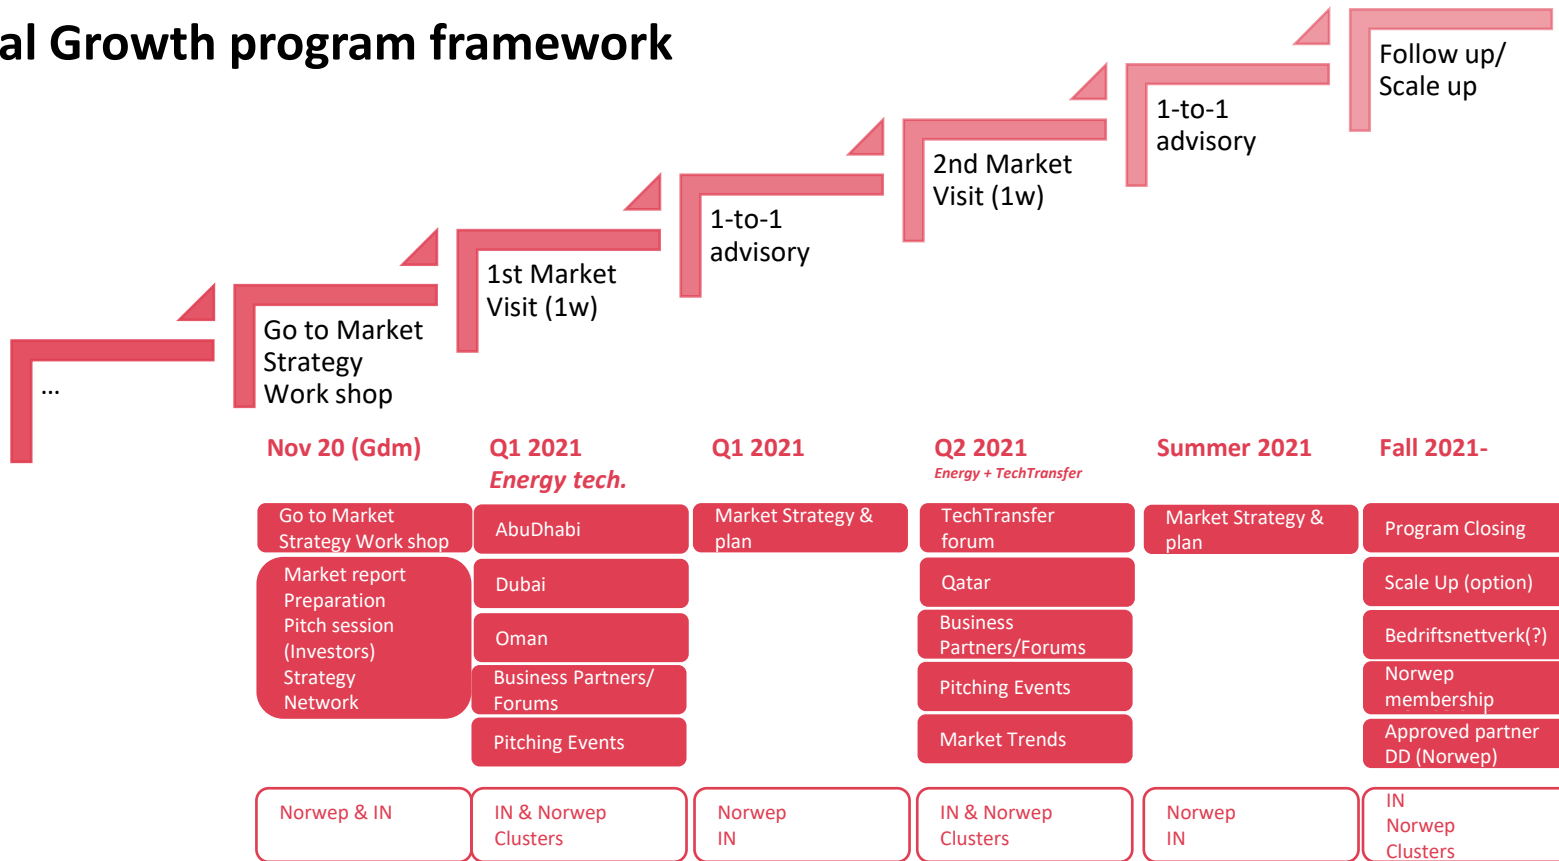 al Growth program framework
...
Go to Market
Strategy
Work shop
1st Market
Visit (1w)
1-to-1
advisory
2nd Market
Visit (1w)
1-to-1
advisory
Follow up/
Scale up
Nov 20 (Gdm)
Q1 2021
Energy tech.
Q1 2021
Q2 2021
Energy + TechTransfer
Summer 2021
Fall 2021-
Go to Market
Strategy Work shop
Market report
Preparation
Pitch session
(Investors)
Strategy
Network
Norwep & IN
AbuDhabi
Dubai
Oman
Business Partners/
Forums
Pitching Events
IN & Norwep
Clusters
Market Strategy &
plan
Norwep
IN
TechTransfer
forum
Qatar
Business
Partners/Forums
Pitching Events
Market Trends
IN & Norwep
Clusters
Market Strategy &
plan
Norwep
IN
Program Closing
Scale Up (option)
Bedriftsnettverk(?)
Norwep
membership
Approved partner
DD (Norwep)
IN
Norwep
Clusters